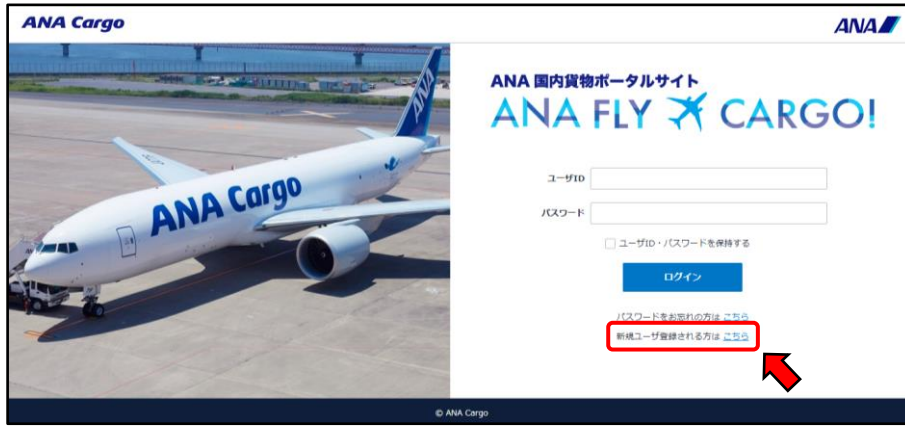 ANA Cargo
ANA
ANA 国内貨物ポータルサイト
ANA FLY CARGO!
ANA
ANA Cargo
ユーザID
パスワード
ユーザID・パスワードを保持する
ログイン
パスワードをお忘れの方は こちら
新規ユーザ登録される方は こちら
© ANA Cargo